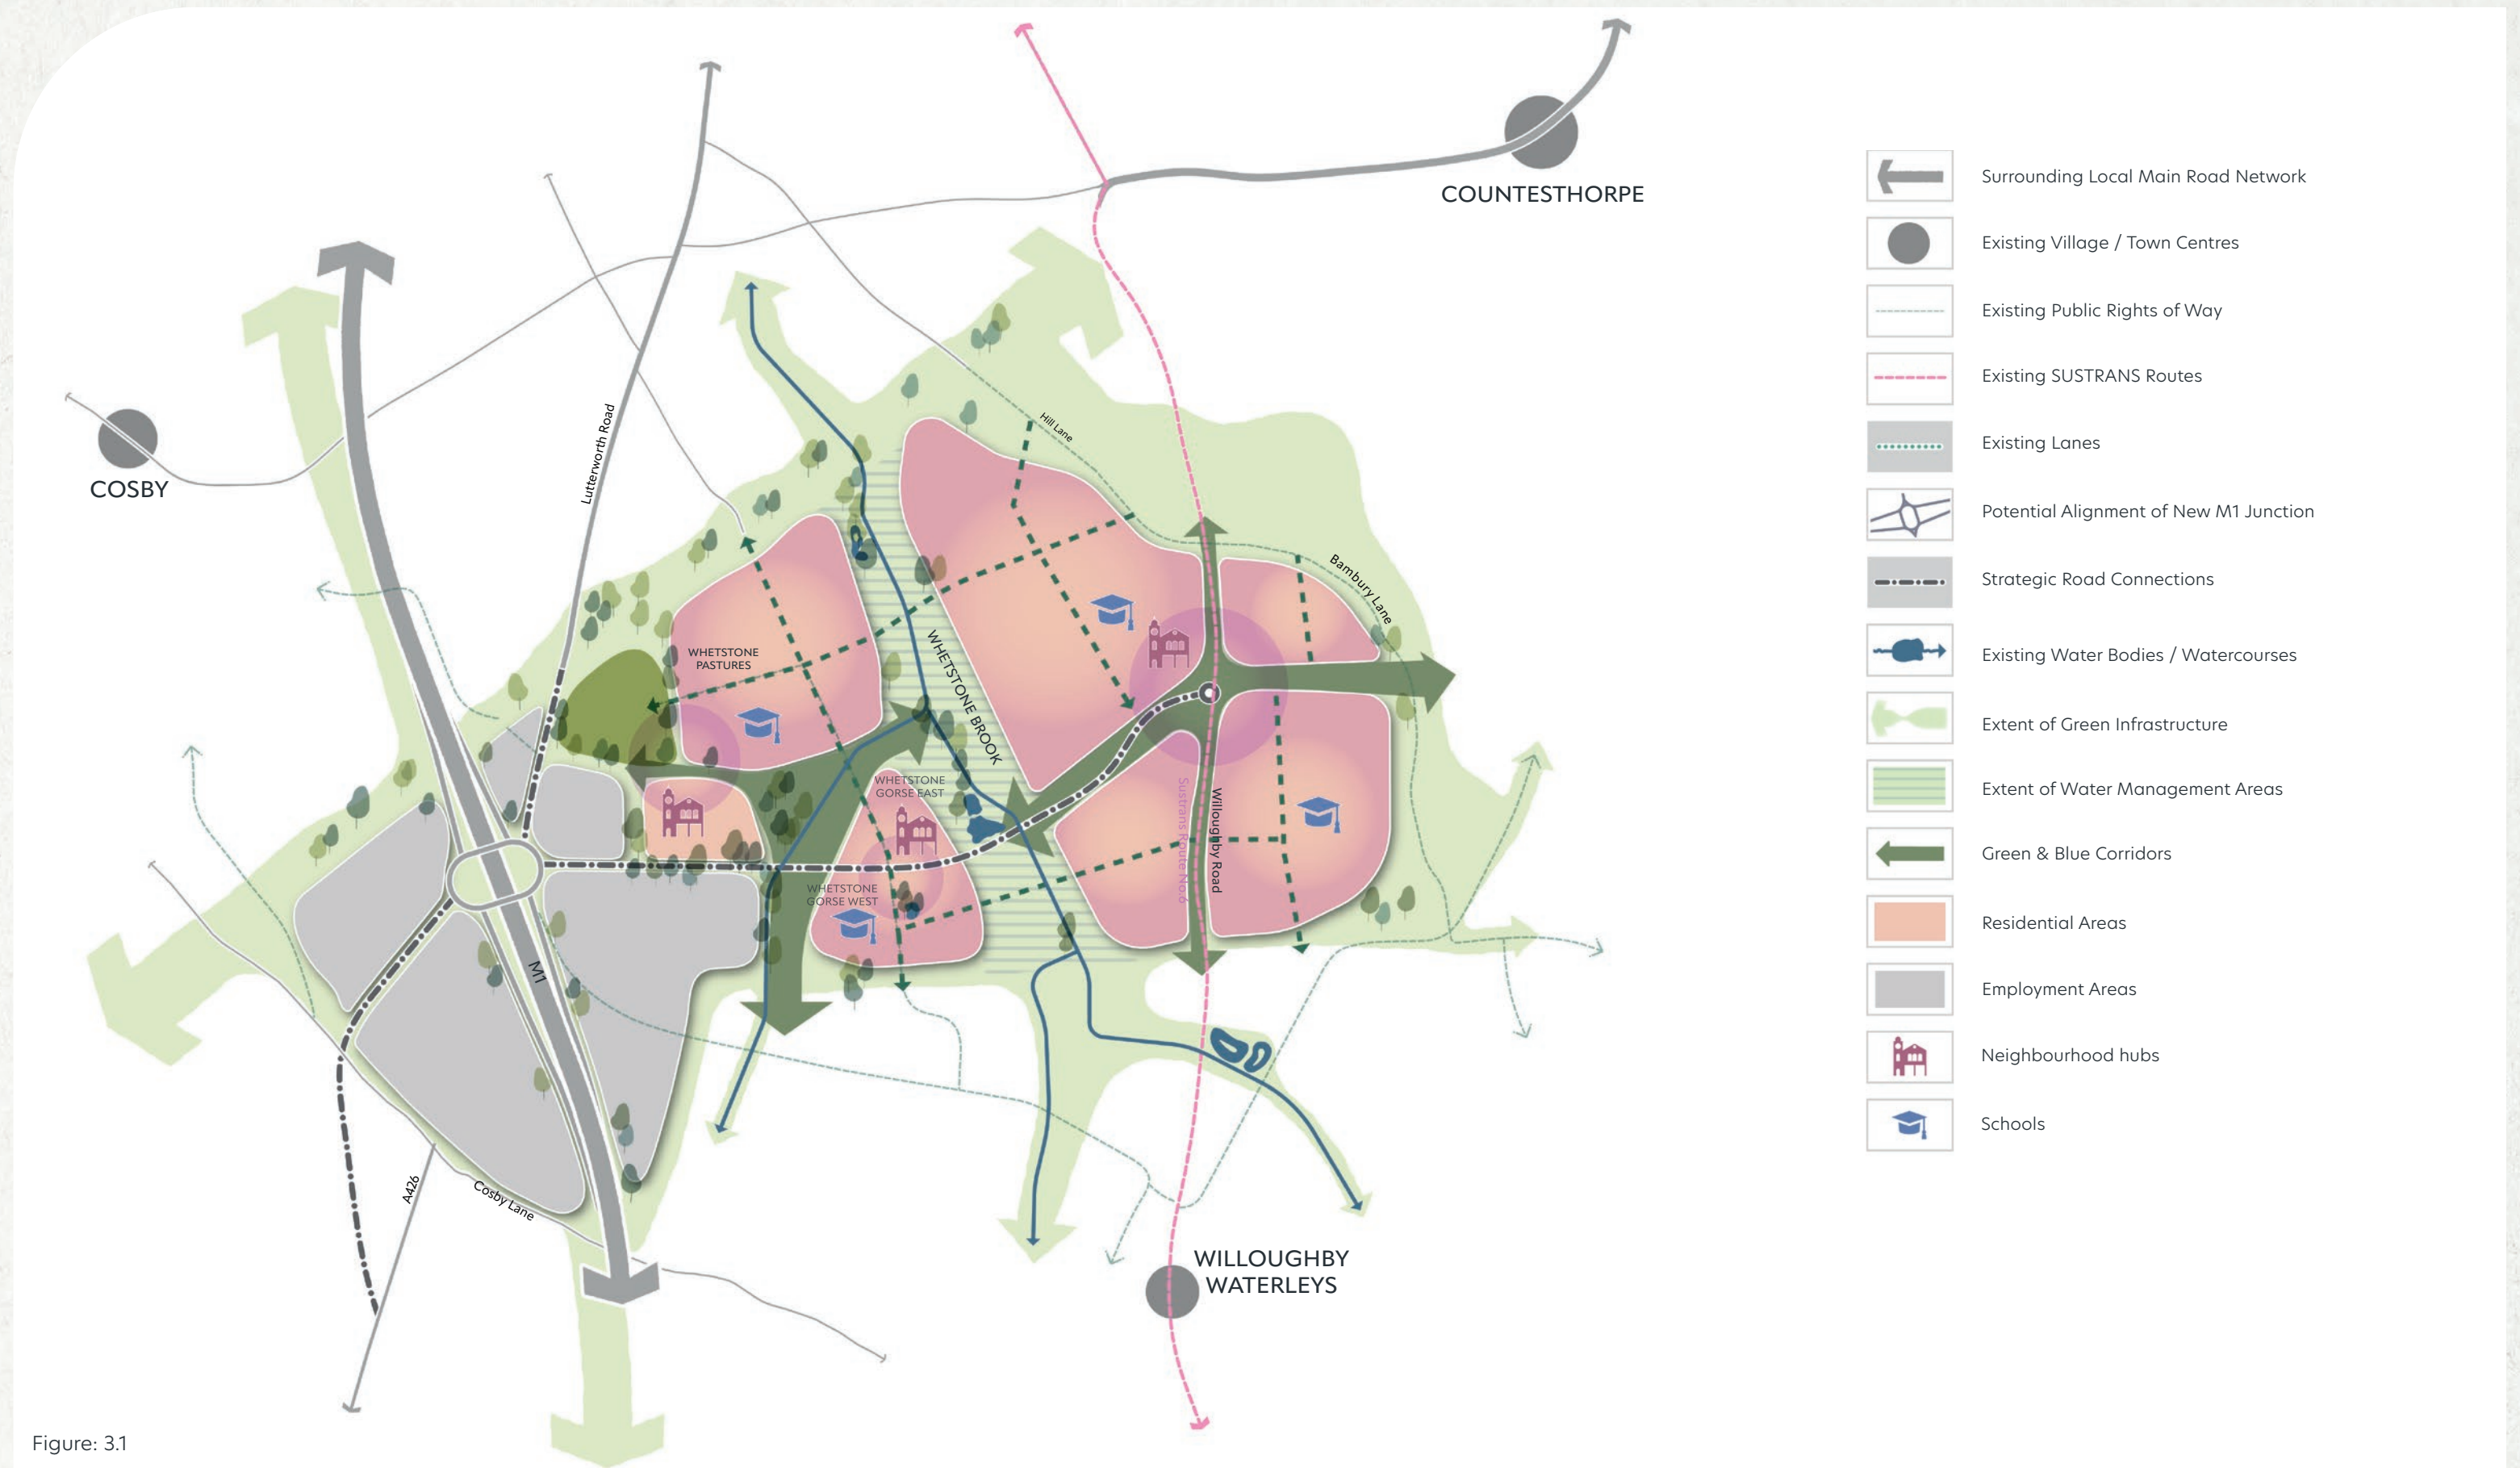 COUNTESTHORPE
COSBY
Lutterworth Road
Hill Lane
Bambury Lane
WHETSTONE
PASTURES
WHETSTONE BROOK
WHETSTONE
GORSE EAST
WHETSTONE
GORSE WEST
Sustrans Route No.6
Willoughby Road
M1
A426
Cosby Lane
WILLOUGHBY
WATERLEYS
Surrounding Local Main Road Network
Existing Village / Town Centres
Existing Public Rights of Way
Existing SUSTRANS Routes
Existing Lanes
Potential Alignment of New M1 Junction
Strategic Road Connections
Existing Water Bodies / Watercourses
Extent of Green Infrastructure
Extent of Water Management Areas
Green & Blue Corridors
Residential Areas
Employment Areas
Neighbourhood hubs
Schools
Figure: 3.1